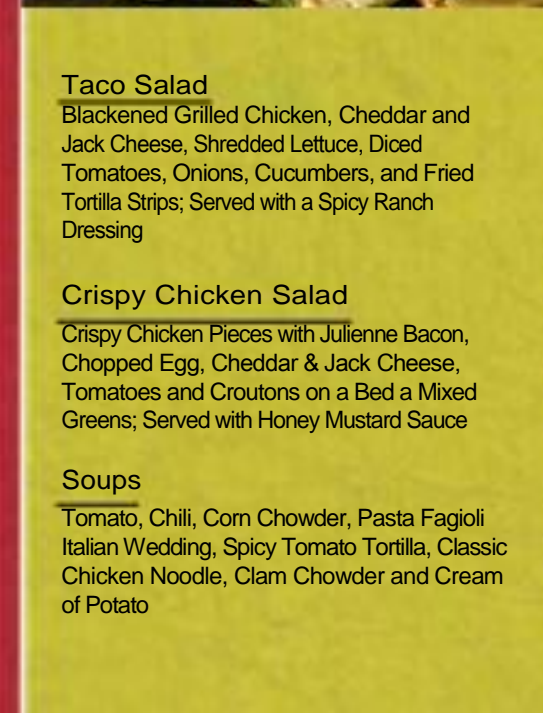 Taco Salad
Blackened Grilled Chicken, Cheddar and
Jack Cheese, Shredded Lettuce, Diced
Tomatoes, Onions, Cucumbers, and Fried
Tortilla Strips; Served with a Spicy Ranch
Dressing
Crispy Chicken Salad
Crispy Chicken Pieces with Julienne Bacon,
Chopped Egg, Cheddar & Jack Cheese,
Tomatoes and Croutons on a Bed a Mixed
Greens; Served with Honey Mustard Sauce
Soups
Tomato, Chili, Corn Chowder, Pasta Fagioli
Italian Wedding, Spicy Tomato Tortilla, Classic
Chicken Noodle, Clam Chowder and Cream
of Potato